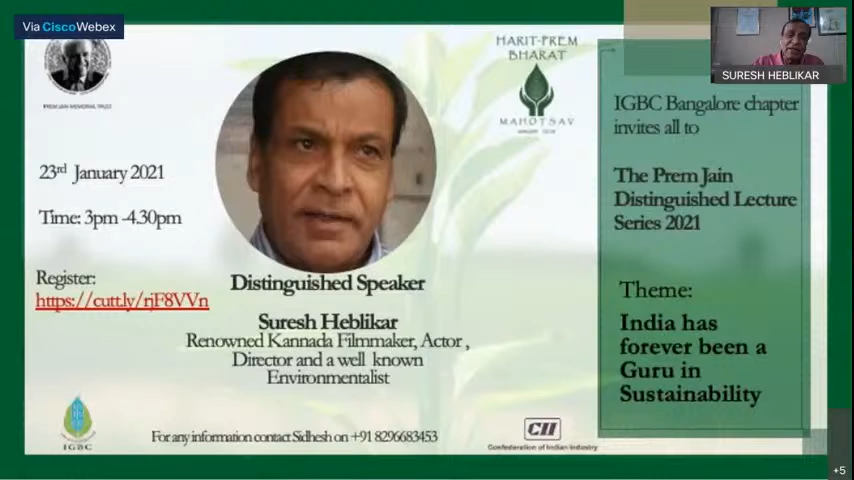 Via Cisco Webex
PREM JAIN MEMORIAL TRUST
HARIT-PREM
BHARAT
MAHOTSAV
SURESH HEBLIKAR
IGBC Bangalore chapter
invites all to
The Prem Jain
Distinguished Lecture
Series 2021
23rd January 2021
Time: 3pm -4.30pm
Register:
https://cutt.ly/rjF8VVn
Distinguished Speaker
Suresh Heblikar
Renowned Kannada Filmmaker, Actor ,
Director and a well known
Environmentalist
Theme:
India has
forever been a
Guru in
Sustainability
IGBC
For any information contact Sidhesh on +91 8296683453
CII
Confederation of Indian Industry
+5